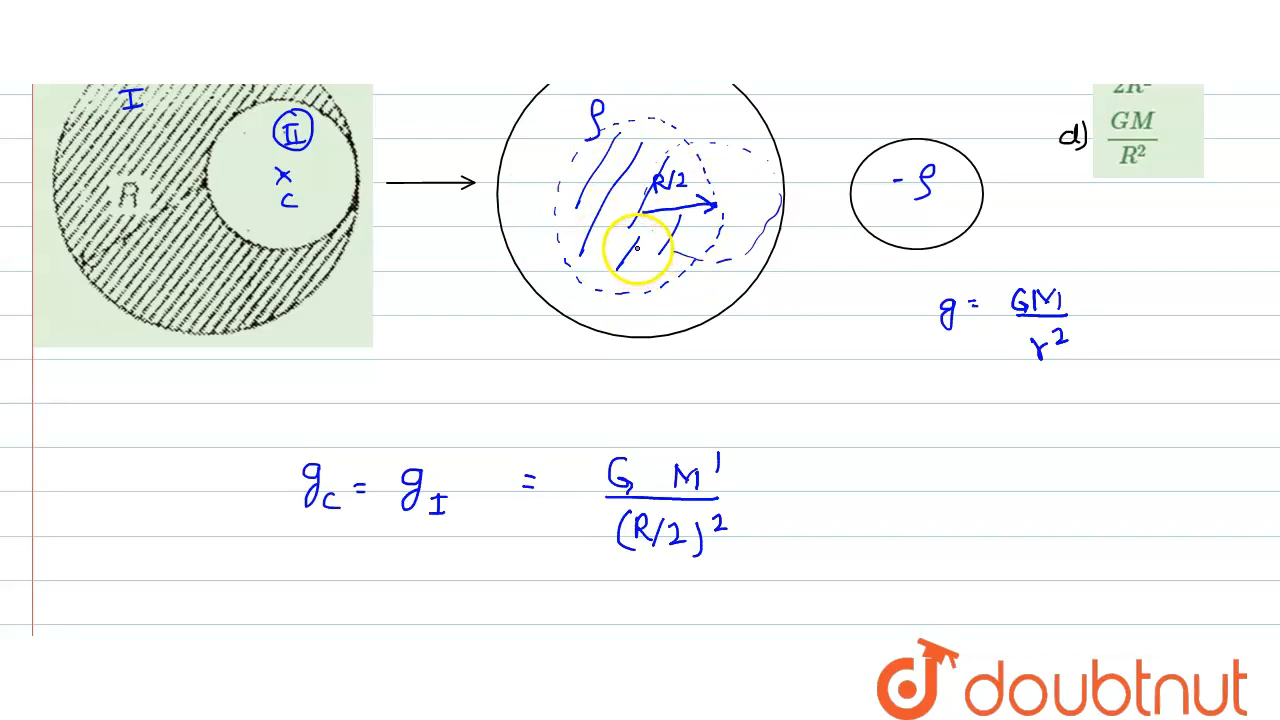 I
II
x
C
R
ρ
R/2
-ρ
d)
GM
R²
g = GM
r²
g_C = g_I = G M'
(R/2)²
doubtnut